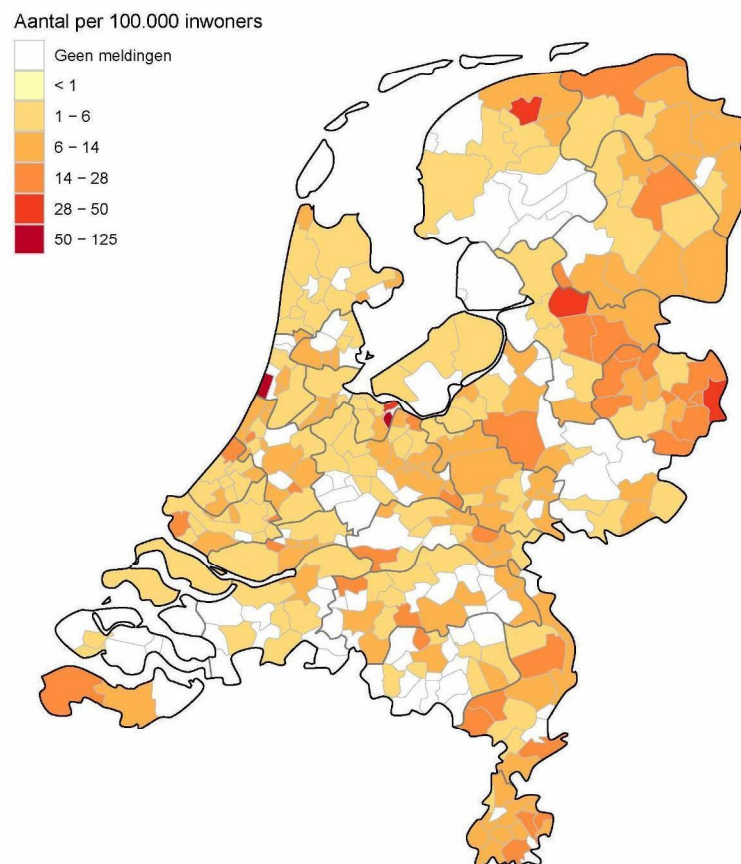 Aantal per 100.000 inwoners
Geen meldingen
< 1
1 − 6
6 − 14
14 − 28
28 − 50
50 − 125